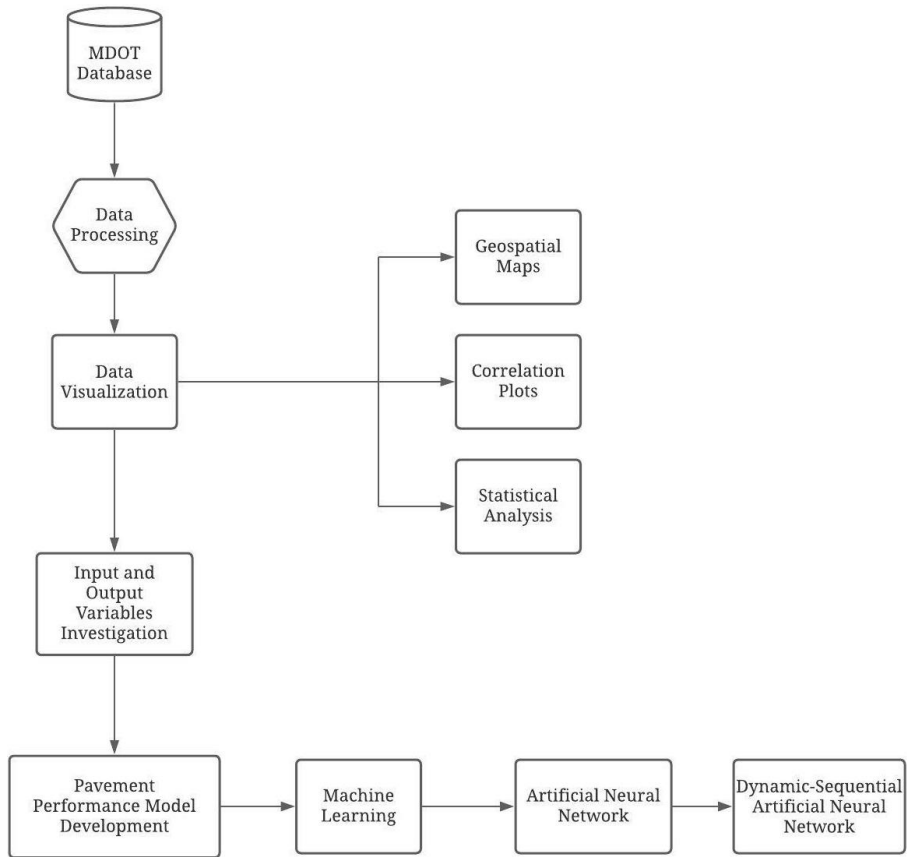 MDOT
Database
Data
Processing
Data
Visualization
Geospatial
Maps
Correlation
Plots
Statistical
Analysis
Input and
Output
Variables
Investigation
Pavement
Performance Model
Development
Machine
Learning
Artificial Neural
Network
Dynamic-Sequential
Artificial Neural
Network